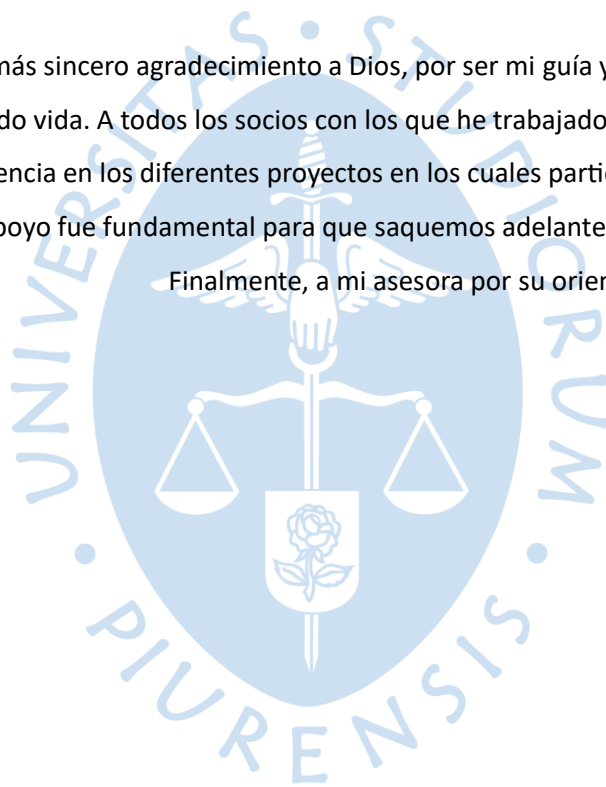 más sincero agradecimiento a Dios, por ser mi guía y
do vida. A todos los socios con los que he trabajado
encia en los diferentes proyectos en los cuales parti
poyo fue fundamental para que saquemos adelante
Finalmente, a mi asesora por su orien
UNIVERSITAS • STUDIORUM • PIURENSIS •